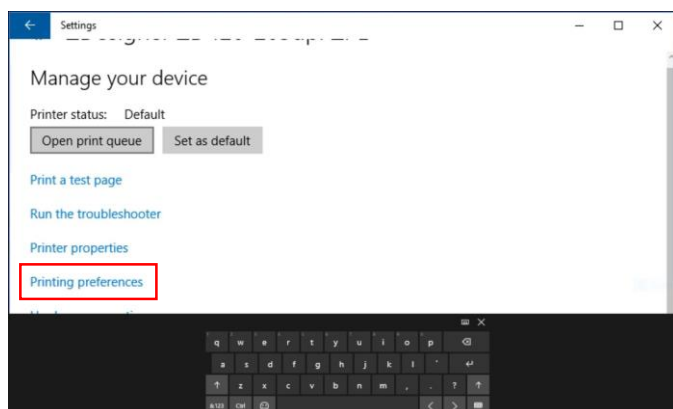 Settings
Manage your device
Printer status: Default
Open print queue Set as default
Print a test page
Run the troubleshooter
Printer properties
Printing preferences
q w e r t y u i o p
a s d f g h j k l '
z x c v b n m , . ?
&123 Ctrl